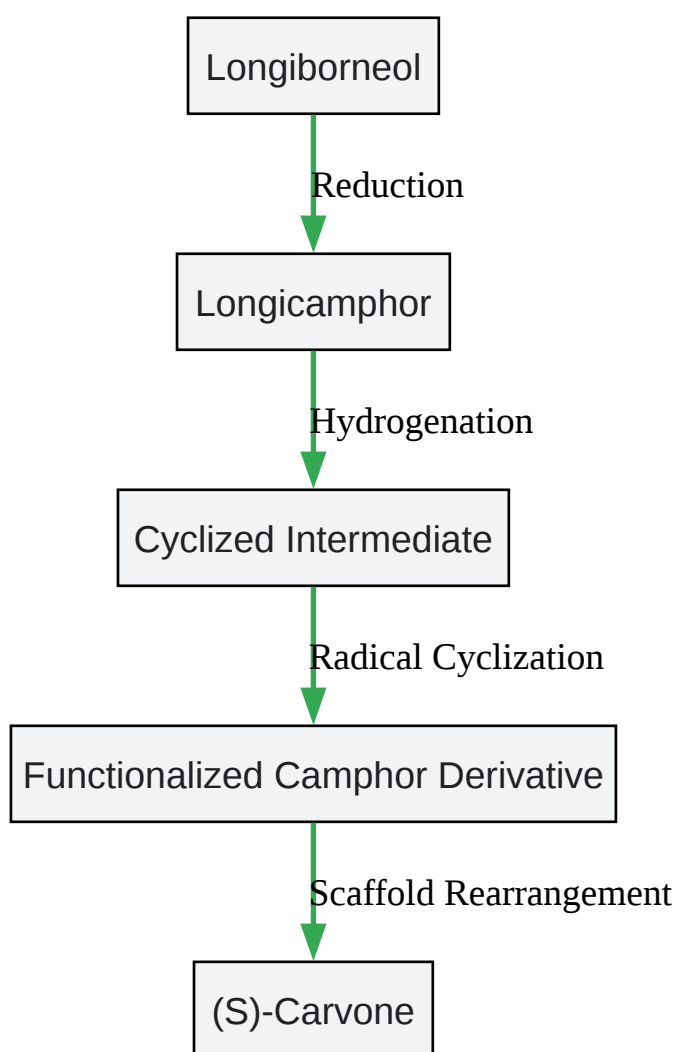 Longiborneol
Reduction
Longicamphor
Hydrogenation
Cyclized Intermediate
Radical Cyclization
Functionalized Camphor Derivative
Scaffold Rearrangement
(S)-Carvone